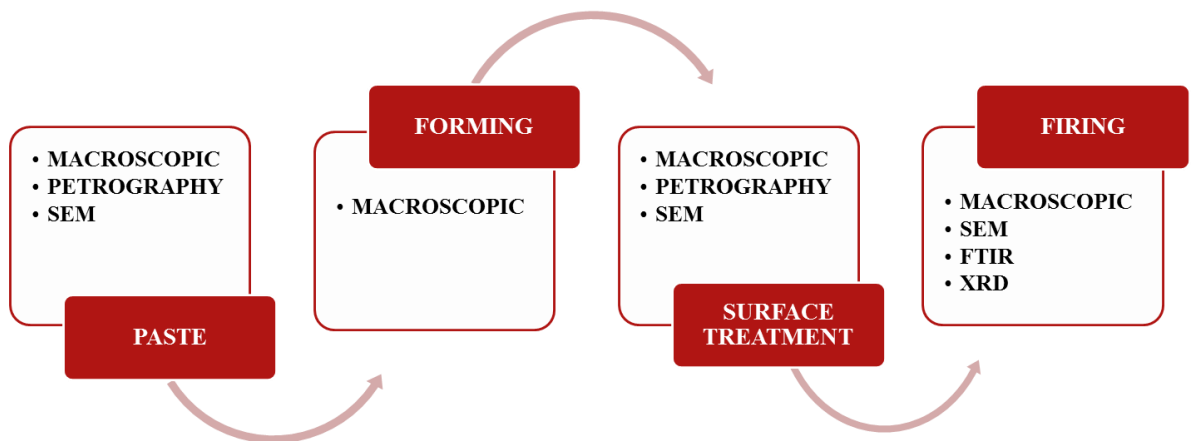 • MACROSCOPIC
• PETROGRAPHY
• SEM
PASTE
FORMING
• MACROSCOPIC
• MACROSCOPIC
• PETROGRAPHY
• SEM
SURFACE
TREATMENT
FIRING
• MACROSCOPIC
• SEM
• FTIR
• XRD